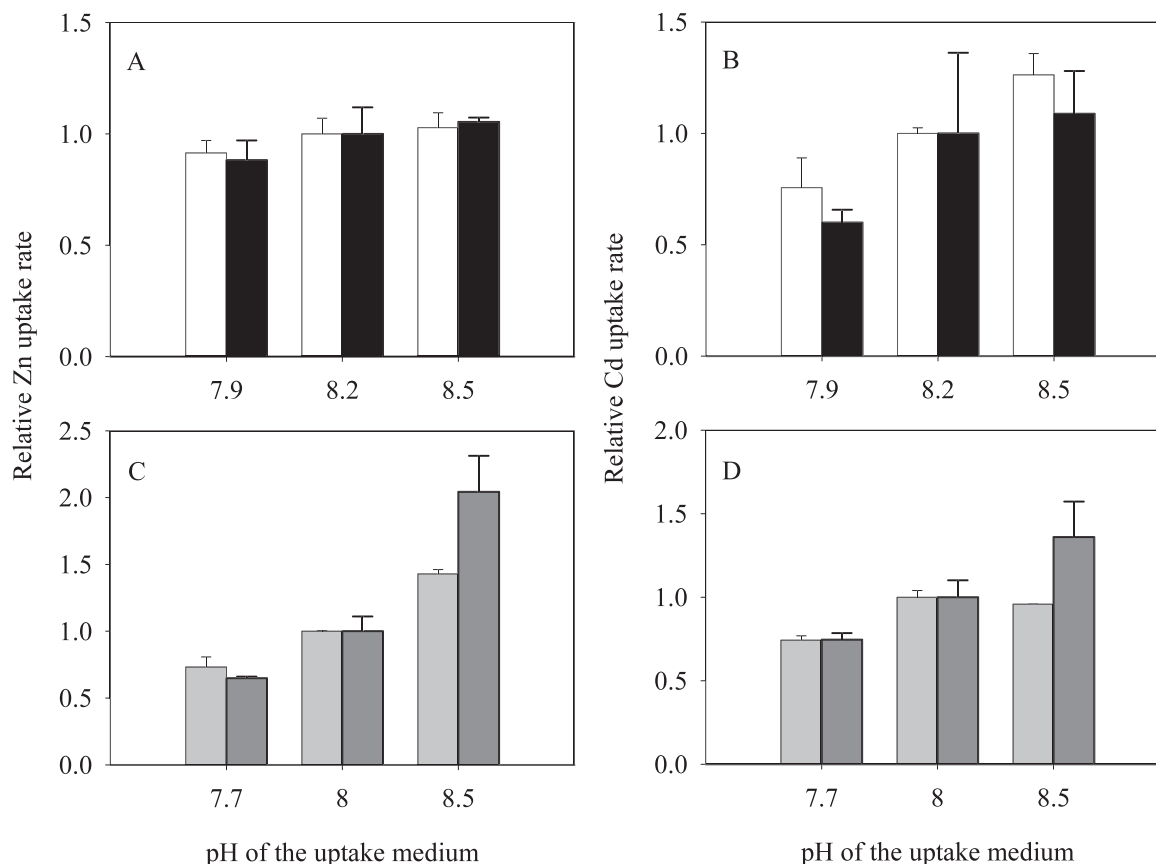 Relative Zn uptake rate
A
1.5
1.0
0.5
0.0
7.9 8.2 8.5
Relative Cd uptake rate
B
1.5
1.0
0.5
0.0
7.9 8.2 8.5
C
2.5
2.0
1.5
1.0
0.5
0.0
7.7 8 8.5
pH of the uptake medium
D
2.0
1.5
1.0
0.5
0.0
7.7 8 8.5
pH of the uptake medium